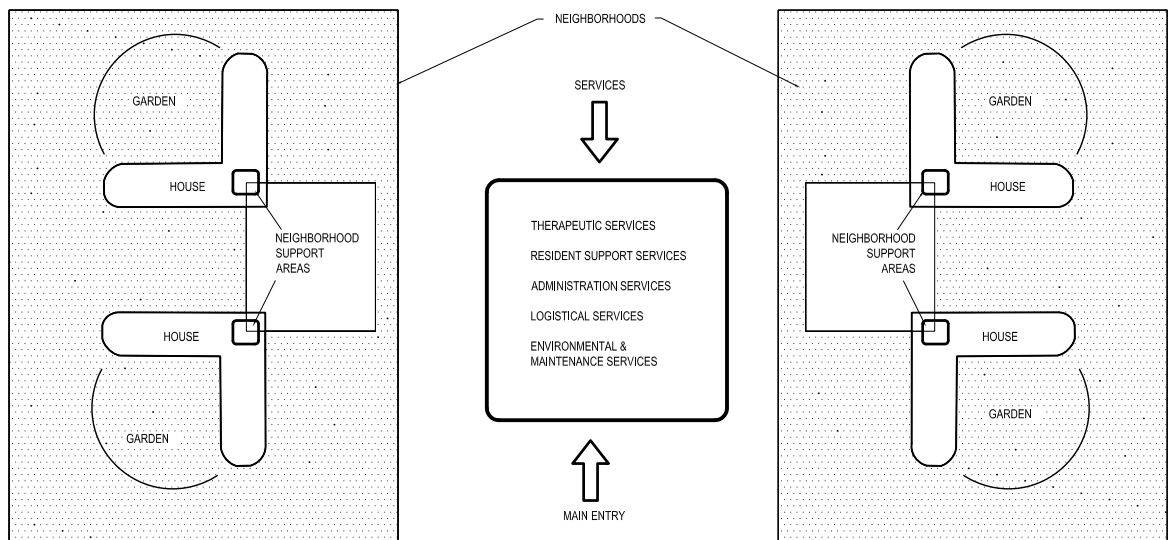 NEIGHBORHOODS
SERVICES
GARDEN
HOUSE
NEIGHBORHOOD
SUPPORT
AREAS
HOUSE
GARDEN
THERAPEUTIC SERVICES
RESIDENT SUPPORT SERVICES
ADMINISTRATION SERVICES
LOGISTICAL SERVICES
ENVIRONMENTAL &
MAINTENANCE SERVICES
MAIN ENTRY
GARDEN
HOUSE
NEIGHBORHOOD
SUPPORT
AREAS
HOUSE
GARDEN